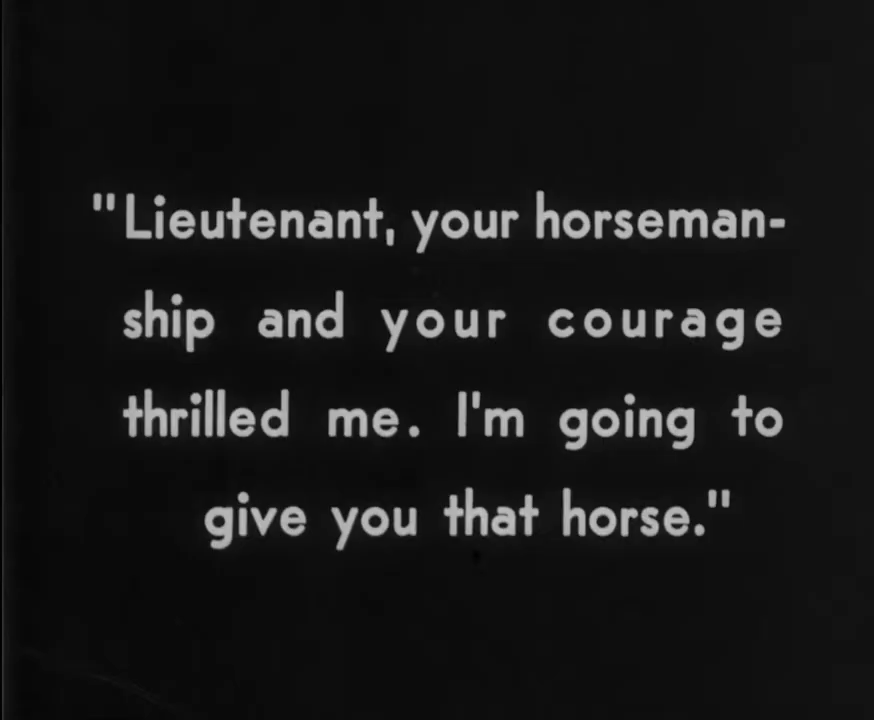 "Lieutenant, your horseman-
ship and your courage
thrilled me. I'm going to
give you that horse."